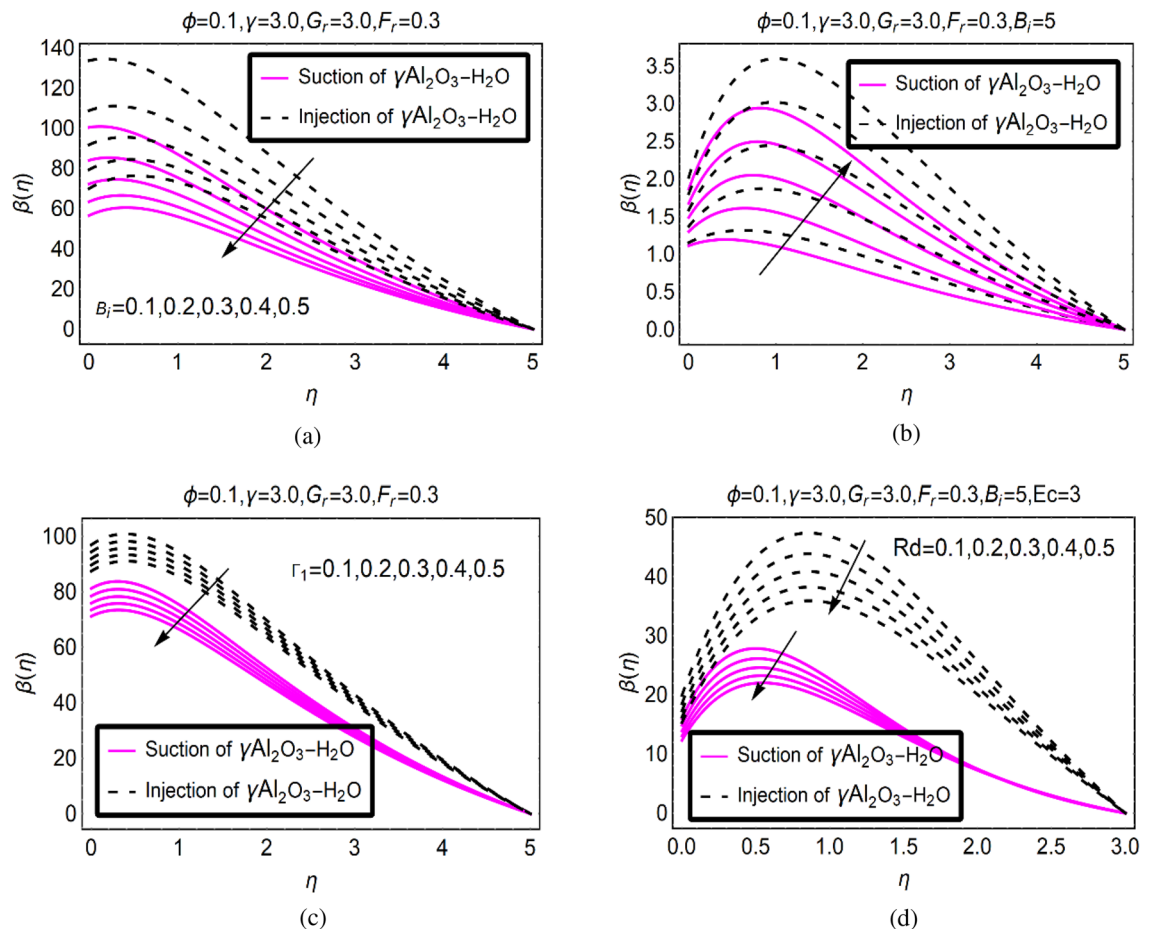 ϕ=0.1,γ=3.0,Gᵣ=3.0,Fᵣ=0.3
140
120
100
80
60
40
20
0
β(η)
Suction of γAl₂O₃−H₂O
Injection of γAl₂O₃−H₂O
Bᵢ=0.1,0.2,0.3,0.4,0.5
0 1 2 3 4 5
η
(a)
ϕ=0.1,γ=3.0,Gᵣ=3.0,Fᵣ=0.3,Bᵢ=5
3.5
3.0
2.5
2.0
1.5
1.0
0.5
0.0
β(η)
Suction of γAl₂O₃−H₂O
Injection of γAl₂O₃−H₂O
0 1 2 3 4 5
η
(b)
ϕ=0.1,γ=3.0,Gᵣ=3.0,Fᵣ=0.3
100
80
60
40
20
0
β(η)
Γ₁=0.1,0.2,0.3,0.4,0.5
Suction of γAl₂O₃−H₂O
Injection of γAl₂O₃−H₂O
0 1 2 3 4 5
η
(c)
ϕ=0.1,γ=3.0,Gᵣ=3.0,Fᵣ=0.3,Bᵢ=5,Ec=3
50
40
30
20
10
0
β(η)
Rd=0.1,0.2,0.3,0.4,0.5
Suction of γAl₂O₃−H₂O
Injection of γAl₂O₃−H₂O
0.0 0.5 1.0 1.5 2.0 2.5 3.0
η
(d)